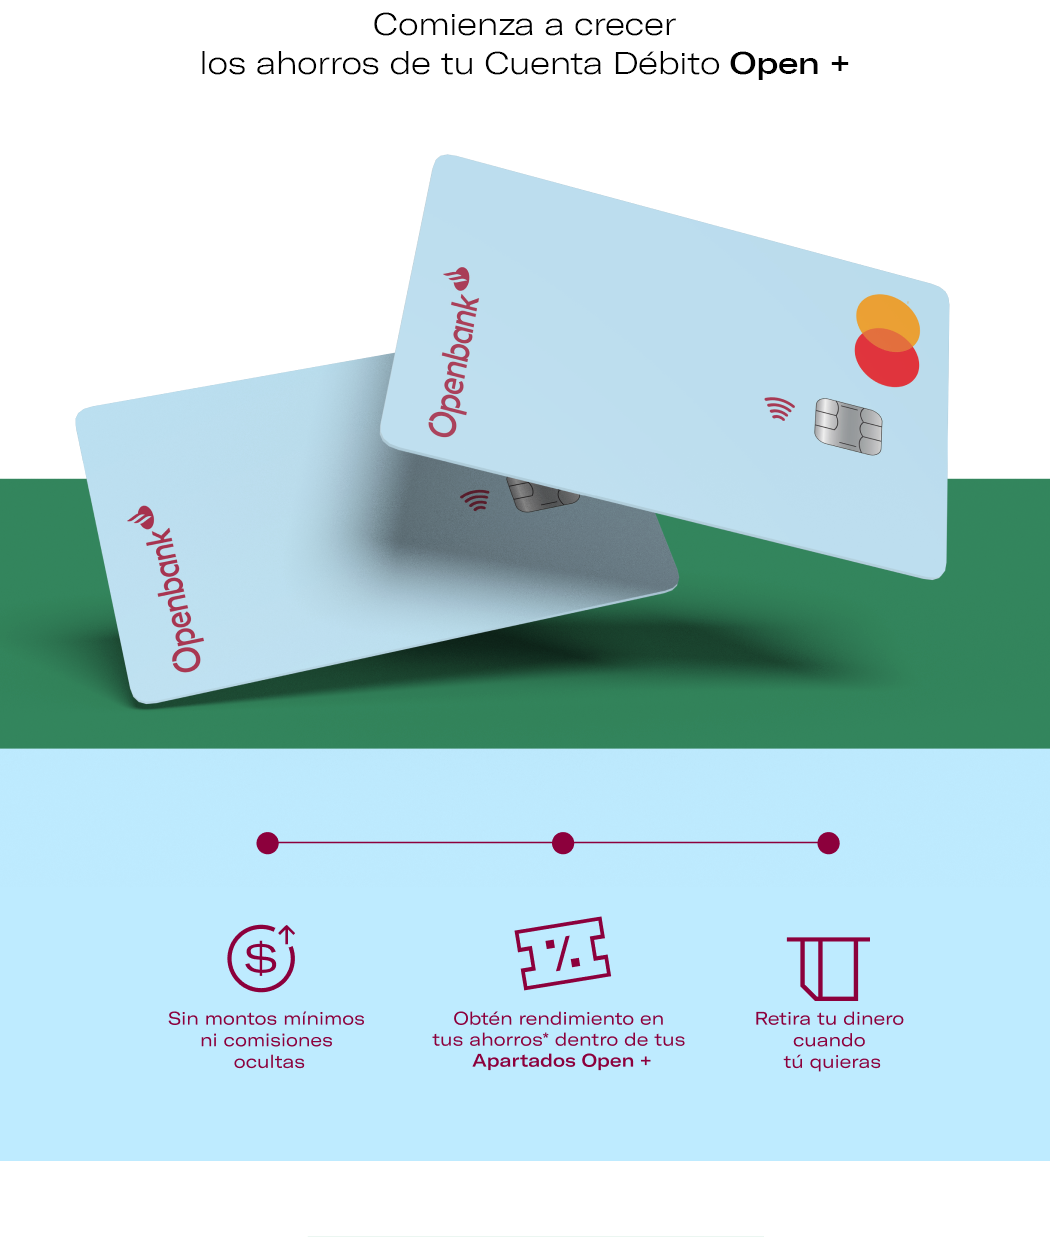 Comienza a crecer
los ahorros de tu Cuenta Débito Open +
Openbank
Openbank
$
%
Sin montos mínimos
ni comisiones
ocultas
Obtén rendimiento en
tus ahorros* dentro de tus
Apartados Open +
Retira tu dinero
cuando
tú quieras